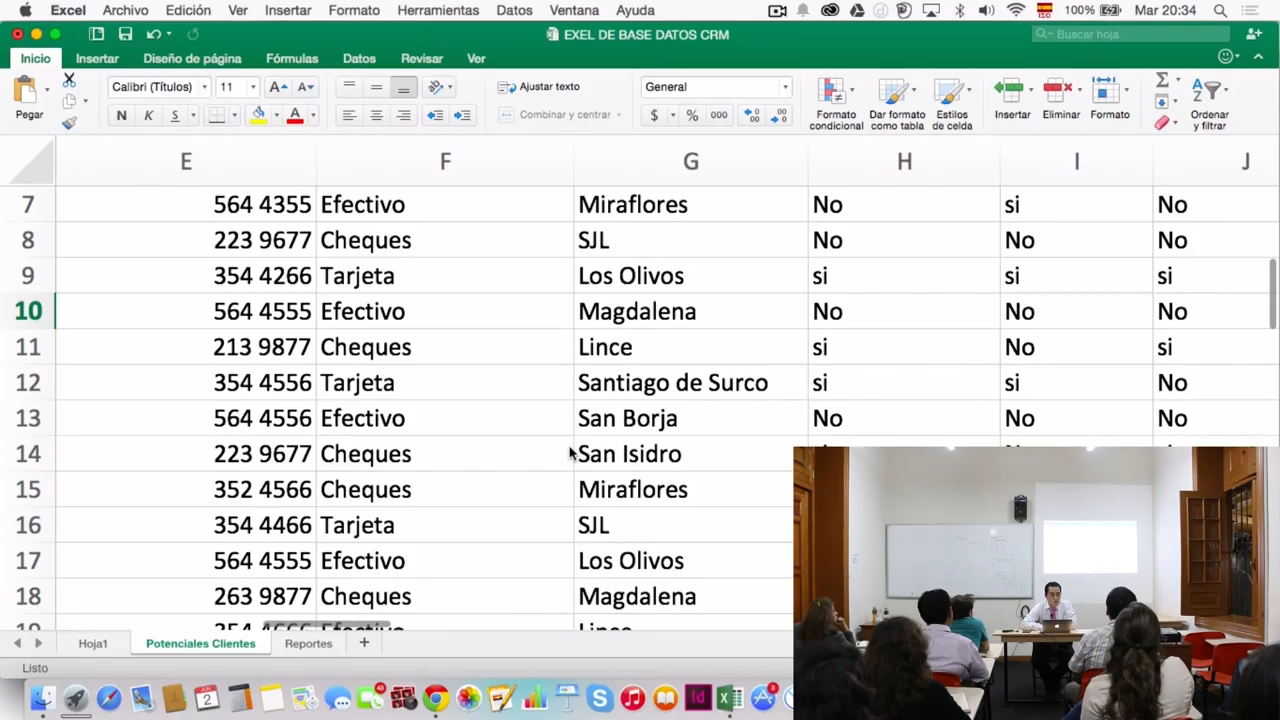 Excel Archivo Edición Ver Insertar Formato Herramientas Datos Ventana Ayuda 100% Mar 20:34
EXEL DE BASE DATOS CRM Buscar hoja
Inicio Insertar Diseño de página Fórmulas Datos Revisar Ver
Calibri (Títulos) 11 A A Ajustar texto General
Pegar N K S A Combinar y centrar $ % 000 Formato condicional Dar formato como tabla Estilos de celda Insertar Eliminar Formato Ordenar y filtrar
E F G H I J
7 564 4355 Efectivo Miraflores No si No
8 223 9677 Cheques SJL No No No
9 354 4266 Tarjeta Los Olivos si si si
10 564 4555 Efectivo Magdalena No No No
11 213 9877 Cheques Lince si No si
12 354 4556 Tarjeta Santiago de Surco si si No
13 564 4556 Efectivo San Borja No No No
14 223 9677 Cheques San Isidro
15 352 4566 Cheques Miraflores
16 354 4466 Tarjeta SJL
17 564 4555 Efectivo Los Olivos
18 263 9877 Cheques Magdalena
Hoja1 Potenciales Clientes Reportes +
Listo